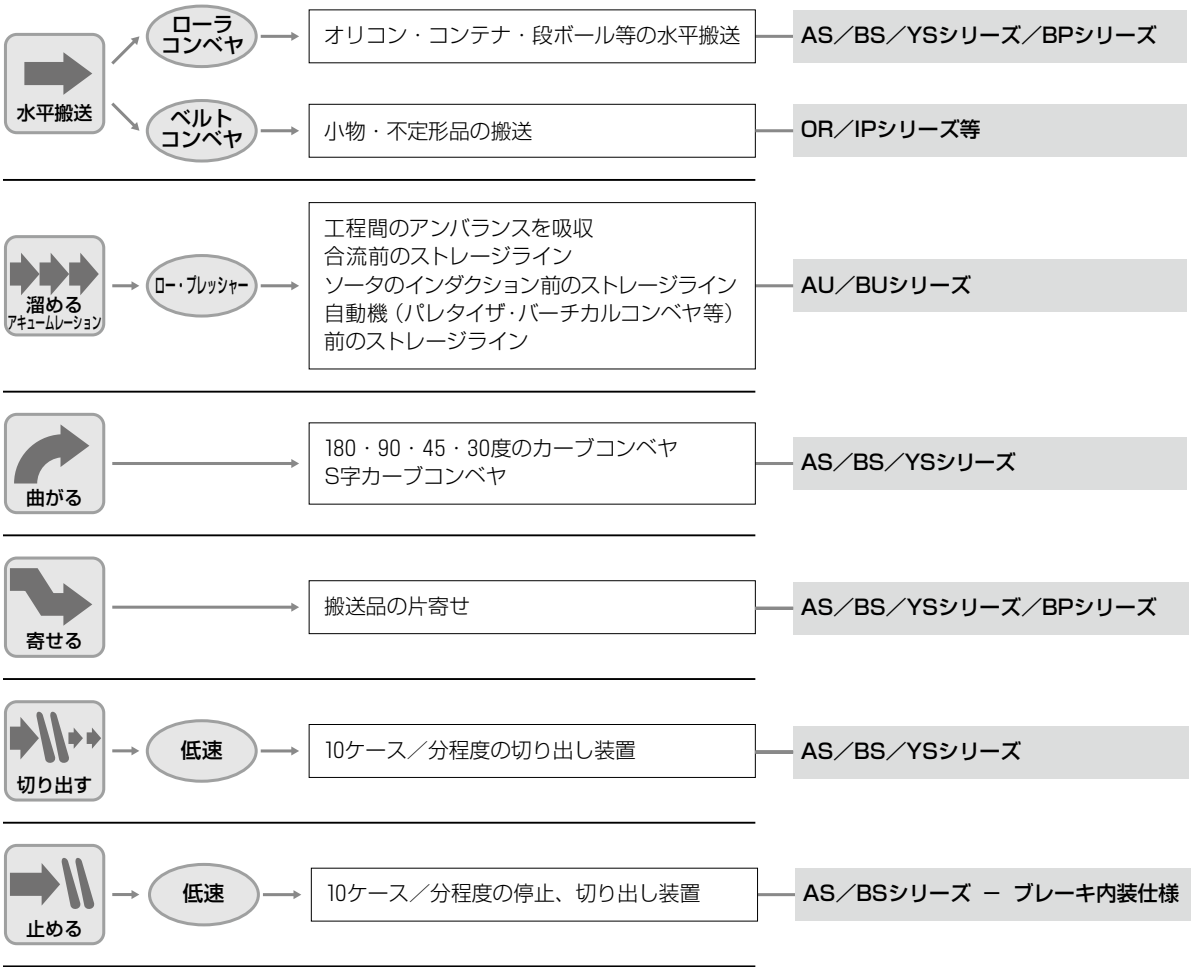 水平搬送
ローラ
コンベヤ
オリコン・コンテナ・段ボール等の水平搬送
AS／BS／YSシリーズ／BPシリーズ
ベルト
コンベヤ
小物・不定形品の搬送
OR／IPシリーズ等
溜める
アキュームレーション
ロー・プレッシャー
工程間のアンバランスを吸収
合流前のストレージライン
ソータのインダクション前のストレージライン
自動機（パレタイザ・バーチカルコンベヤ等）
前のストレージライン
AU／BUシリーズ
曲がる
180・90・45・30度のカーブコンベヤ
S字カーブコンベヤ
AS／BS／YSシリーズ
寄せる
搬送品の片寄せ
AS／BS／YSシリーズ／BPシリーズ
切り出す
低速
10ケース／分程度の切り出し装置
AS／BS／YSシリーズ
止める
低速
10ケース／分程度の停止、切り出し装置
AS／BSシリーズ － ブレーキ内装仕様